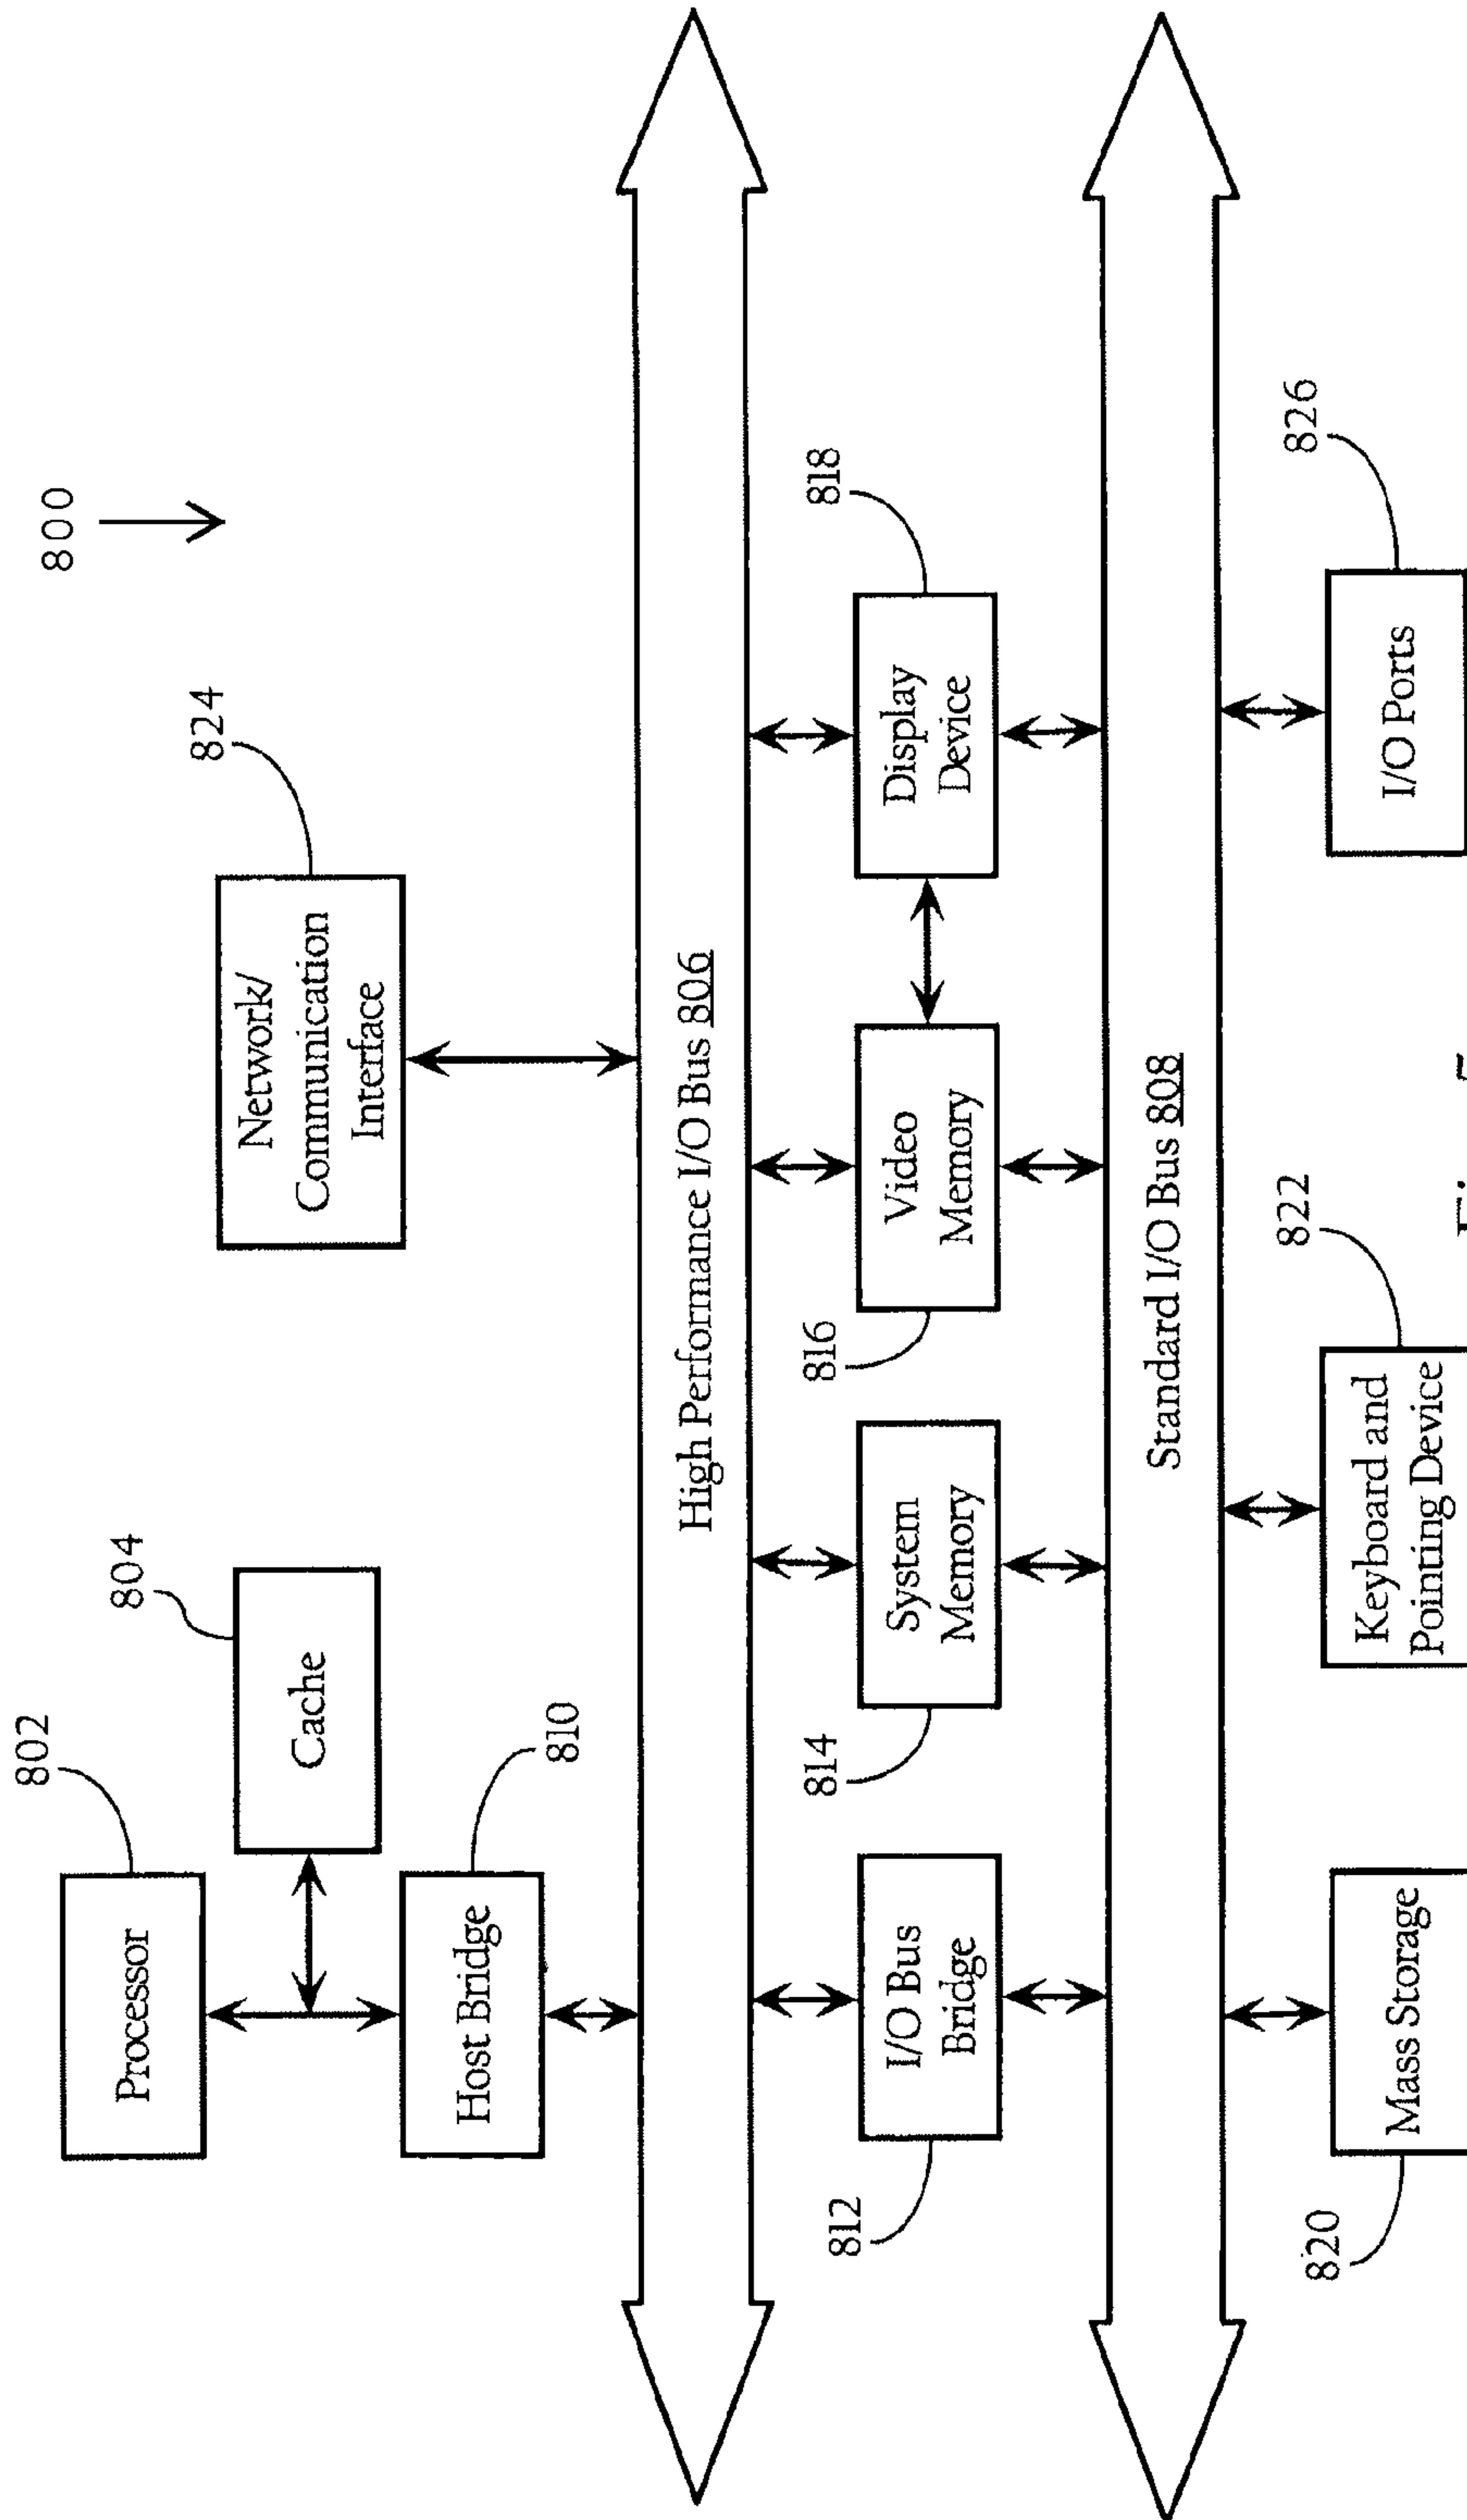 800
802
Processor
804
Cache
Host Bridge
810
824
Network/
Communication
Interface
High Performance I/O Bus 806
812
I/O Bus
Bridge
814
System
Memory
816
Video
Memory
818
Display
Device
Standard I/O Bus 808
820
Mass Storage
822
Keyboard and
Pointing Device
826
I/O Ports